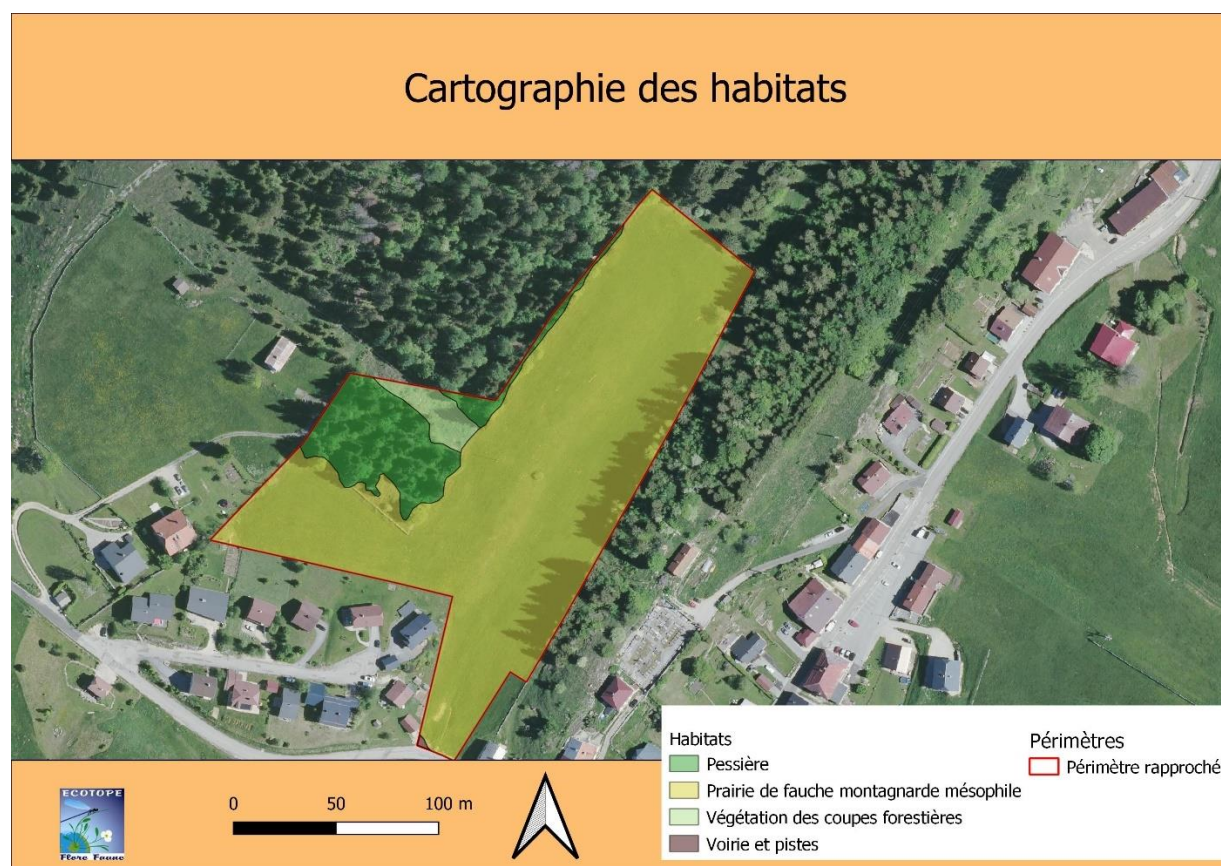 Cartographie des habitats
Habitats
Pessière
Prairie de fauche montagnarde mésophile
Végétation des coupes forestières
Voirie et pistes
Périmètres
Périmètre rapproché
ECOTOPE
Flore Faune
0 50 100 m